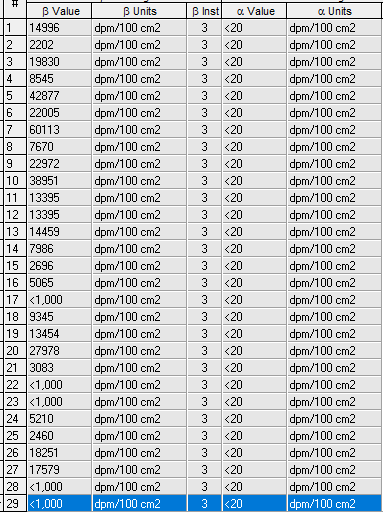 # β Value β Units β Inst α Value α Units
1 14996 dpm/100 cm2 3 <20 dpm/100 cm2
2 2202 dpm/100 cm2 3 <20 dpm/100 cm2
3 19830 dpm/100 cm2 3 <20 dpm/100 cm2
4 8545 dpm/100 cm2 3 <20 dpm/100 cm2
5 42877 dpm/100 cm2 3 <20 dpm/100 cm2
6 22005 dpm/100 cm2 3 <20 dpm/100 cm2
7 60113 dpm/100 cm2 3 <20 dpm/100 cm2
8 7670 dpm/100 cm2 3 <20 dpm/100 cm2
9 22972 dpm/100 cm2 3 <20 dpm/100 cm2
10 38951 dpm/100 cm2 3 <20 dpm/100 cm2
11 13395 dpm/100 cm2 3 <20 dpm/100 cm2
12 13395 dpm/100 cm2 3 <20 dpm/100 cm2
13 14459 dpm/100 cm2 3 <20 dpm/100 cm2
14 7986 dpm/100 cm2 3 <20 dpm/100 cm2
15 2696 dpm/100 cm2 3 <20 dpm/100 cm2
16 5065 dpm/100 cm2 3 <20 dpm/100 cm2
17 <1,000 dpm/100 cm2 3 <20 dpm/100 cm2
18 9345 dpm/100 cm2 3 <20 dpm/100 cm2
19 13454 dpm/100 cm2 3 <20 dpm/100 cm2
20 27978 dpm/100 cm2 3 <20 dpm/100 cm2
21 3083 dpm/100 cm2 3 <20 dpm/100 cm2
22 <1,000 dpm/100 cm2 3 <20 dpm/100 cm2
23 <1,000 dpm/100 cm2 3 <20 dpm/100 cm2
24 5210 dpm/100 cm2 3 <20 dpm/100 cm2
25 2460 dpm/100 cm2 3 <20 dpm/100 cm2
26 18251 dpm/100 cm2 3 <20 dpm/100 cm2
27 17579 dpm/100 cm2 3 <20 dpm/100 cm2
28 <1,000 dpm/100 cm2 3 <20 dpm/100 cm2
29 <1,000 dpm/100 cm2 3 <20 dpm/100 cm2